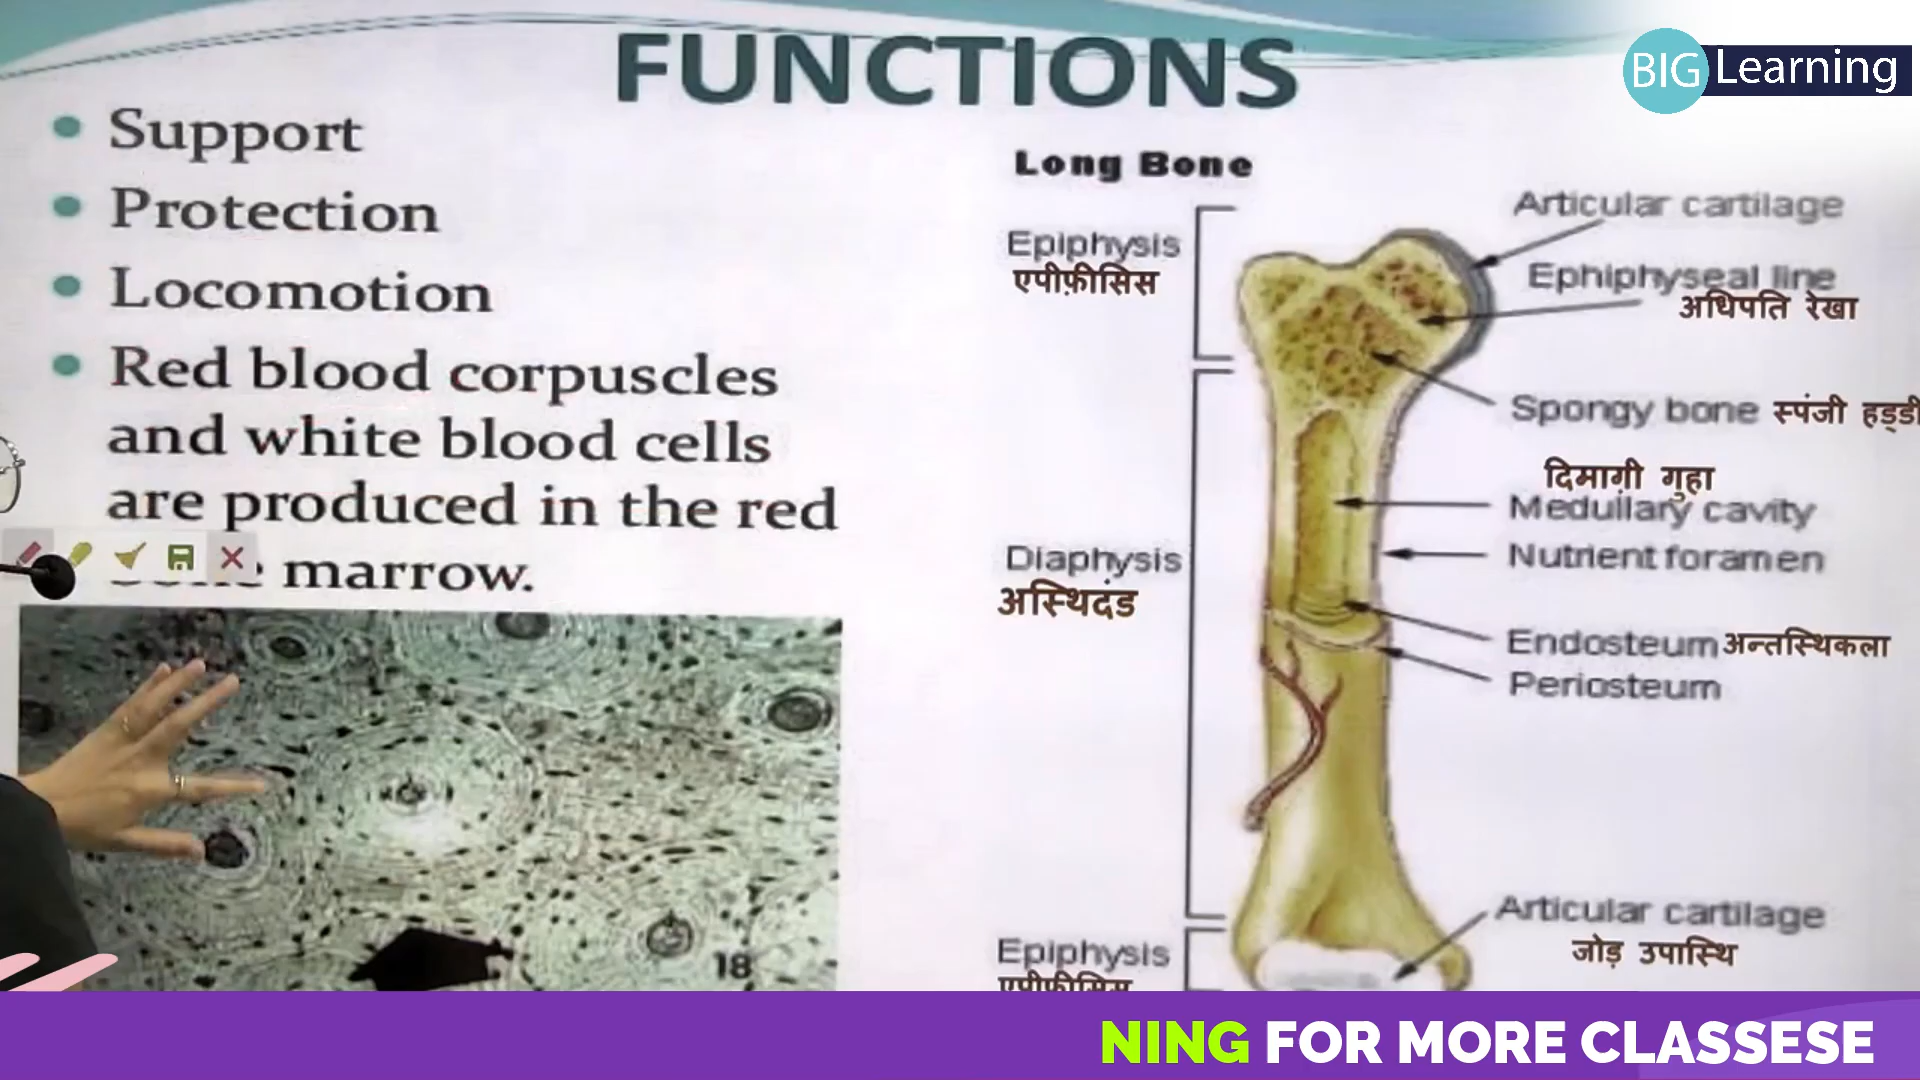 FUNCTIONS
BIG Learning
Support
Protection
Locomotion
Red blood corpuscles
and white blood cells
are produced in the red
marrow.
18
Long Bone
Epiphysis
एपीफ़ीसिस
Articular cartilage
Ephiphyseal line
अधिपति रेखा
Spongy bone स्पंजी हड्डी
दिमाग़ी गुहा
Medullary cavity
Nutrient foramen
Diaphysis
अस्थिदंड
Endosteum अन्तस्थिकला
Periosteum
Articular cartilage
जोड़ उपास्थि
Epiphysis
NING FOR MORE CLASSESE